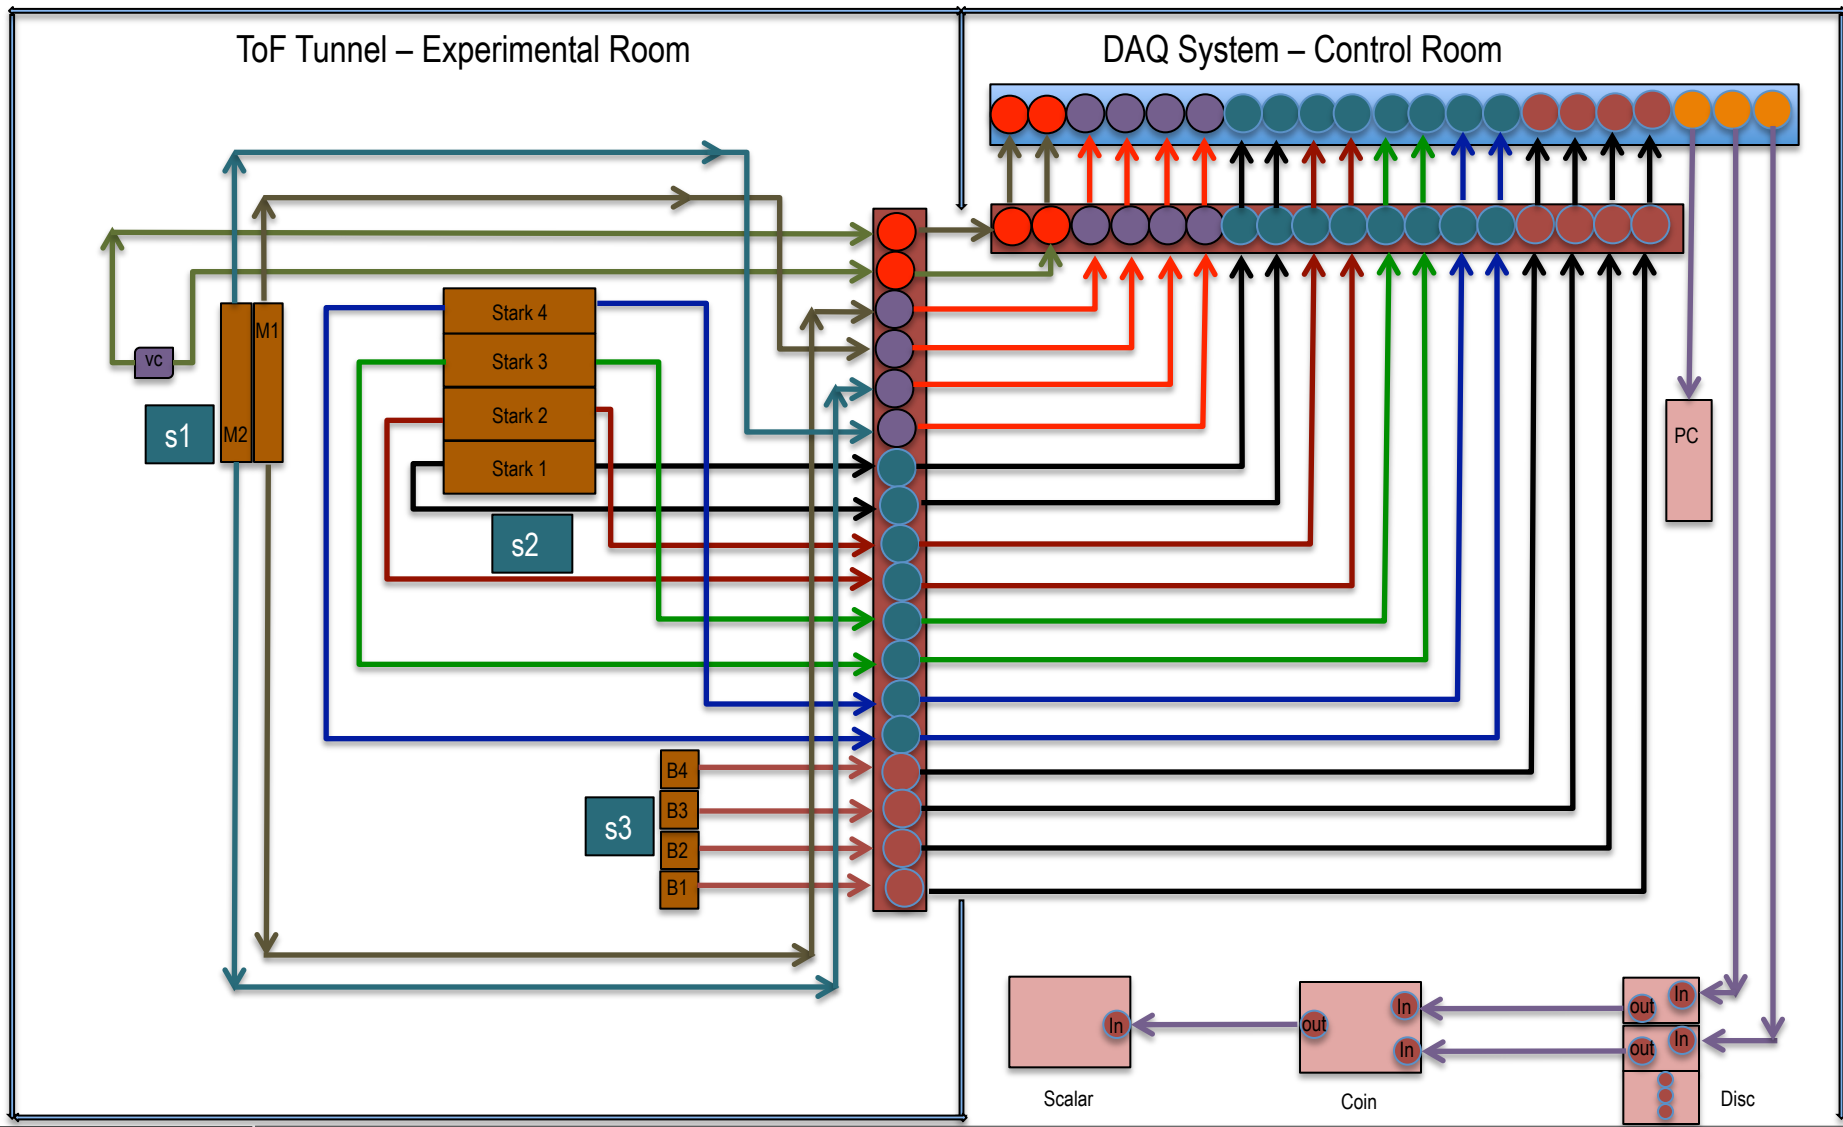 ToF Tunnel – Experimental Room
DAQ System – Control Room
Stark 4
M1
VC
Stark 3
Stark 2
s1
M2
PC
Stark 1
s2
B4
B3
s3
B2
B1
In
out
In
In
out
In
out
In
In
out
Scalar
Coin
Disc